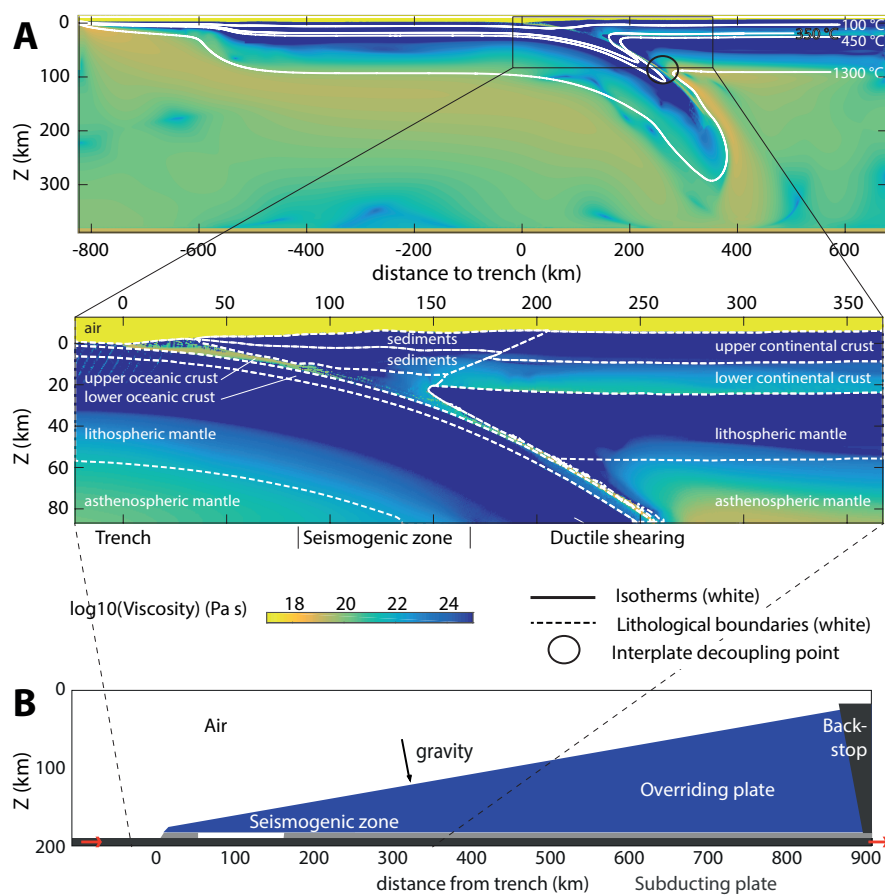 A
0
100
200
300
Z (km)
100 °C
350 °C
450 °C
1300 °C
-800 -600 -400 -200 0 200 400 600
distance to trench (km)
0 50 100 150 200 250 300 350
air
0
20
40
60
80
Z (km)
sediments
sediments
upper continental crust
upper oceanic crust
lower continental crust
lower oceanic crust
lithospheric mantle
lithospheric mantle
asthenospheric mantle
asthenospheric mantle
Trench
Seismogenic zone
Ductile shearing
log10(Viscosity) (Pa s)
18 20 22 24
Isotherms (white)
Lithological boundaries (white)
Interplate decoupling point
B
0
100
200
Z (km)
Air
gravity
Back-
stop
Overriding plate
Seismogenic zone
0 100 200 300 400 500 600 700 800 900
distance from trench (km)
Subducting plate